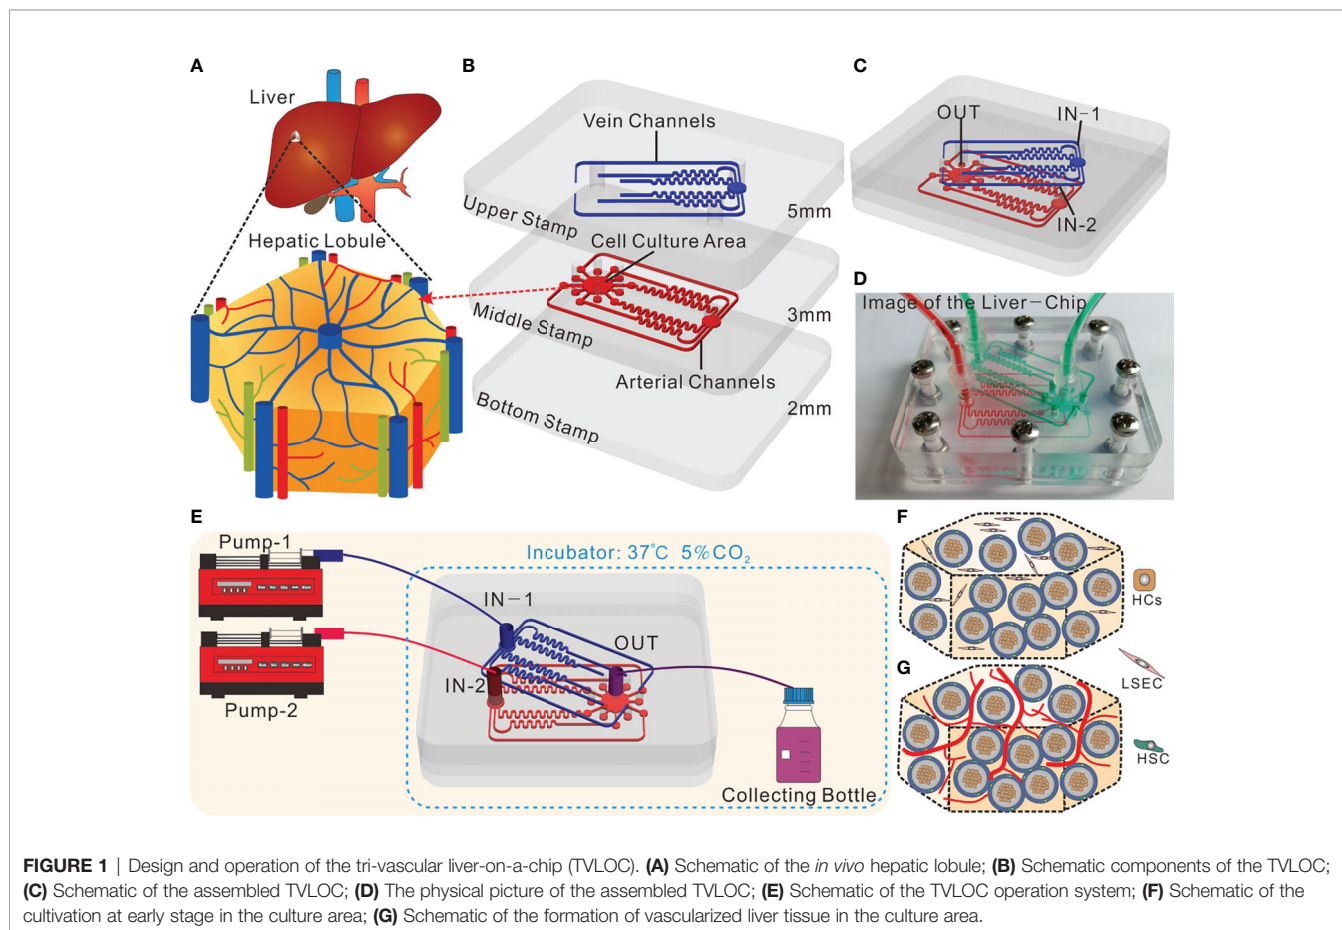 A
Liver
Hepatic Lobule
B
Vein Channels
Upper Stamp
5mm
Cell Culture Area
Middle Stamp
3mm
Arterial Channels
Bottom Stamp
2mm
C
OUT
IN-1
IN-2
D
Image of the Liver-Chip
E
Pump-1
Pump-2
Incubator: 37℃ 5%CO₂
IN-1
OUT
IN-2
Collecting Bottle
F
HCs
LSEC
G
HSC
FIGURE 1 | Design and operation of the tri-vascular liver-on-a-chip (TVLOC). (A) Schematic of the in vivo hepatic lobule; (B) Schematic components of the TVLOC;
(C) Schematic of the assembled TVLOC; (D) The physical picture of the assembled TVLOC; (E) Schematic of the TVLOC operation system; (F) Schematic of the
cultivation at early stage in the culture area; (G) Schematic of the formation of vascularized liver tissue in the culture area.